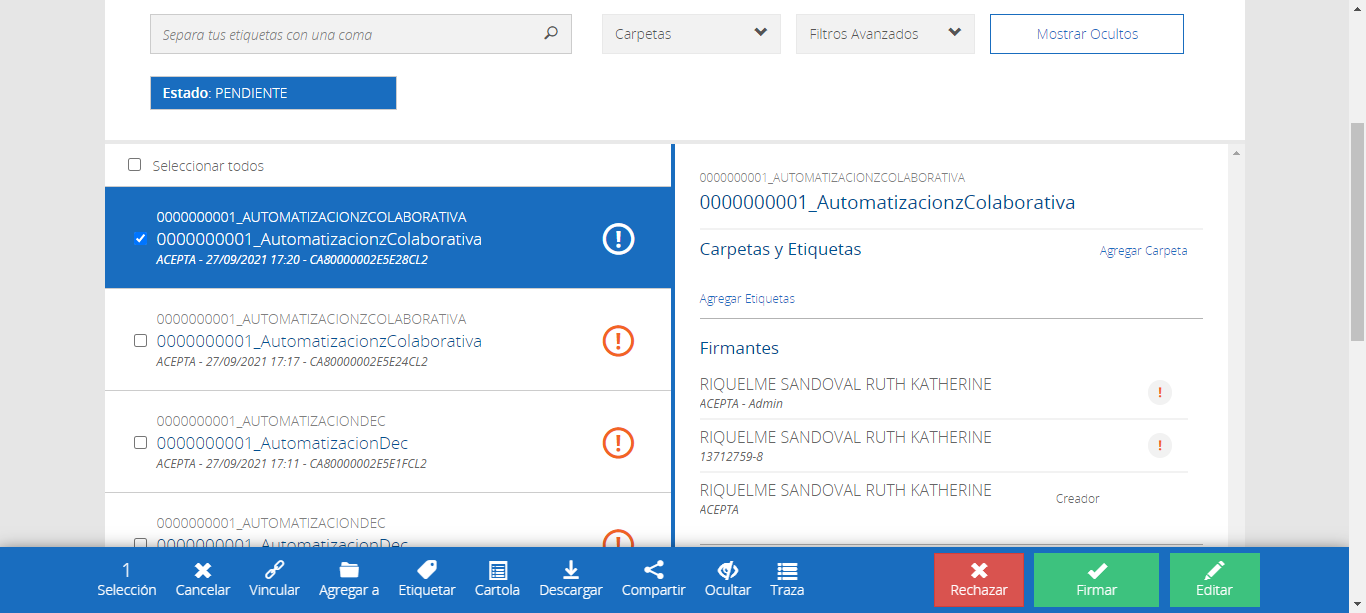 Separa tus etiquetas con una coma
Carpetas
Filtros Avanzados
Mostrar Ocultos
Estado: PENDIENTE
Seleccionar todos
0000000001_AUTOMATIZACIONZCOLABORATIVA
0000000001_AutomatizacionzColaborativa
ACEPTA - 27/09/2021 17:20 - CA80000002E5E28CL2
0000000001_AUTOMATIZACIONZCOLABORATIVA
0000000001_AutomatizacionzColaborativa
ACEPTA - 27/09/2021 17:17 - CA80000002E5E24CL2
0000000001_AUTOMATIZACIONDEC
0000000001_AutomatizacionDec
ACEPTA - 27/09/2021 17:11 - CA80000002E5E1FCL2
0000000001_AUTOMATIZACIONDEC
0000000001_AutomatizacionDec
0000000001_AUTOMATIZACIONZCOLABORATIVA
0000000001_AutomatizacionzColaborativa
Carpetas y Etiquetas
Agregar Carpeta
Agregar Etiquetas
Firmantes
RIQUELME SANDOVAL RUTH KATHERINE
ACEPTA - Admin
RIQUELME SANDOVAL RUTH KATHERINE
13712759-8
RIQUELME SANDOVAL RUTH KATHERINE
Creador
ACEPTA
1
Selección
Cancelar
Vincular
Agregar a
Etiquetar
Cartola
Descargar
Compartir
Ocultar
Traza
Rechazar
Firmar
Editar